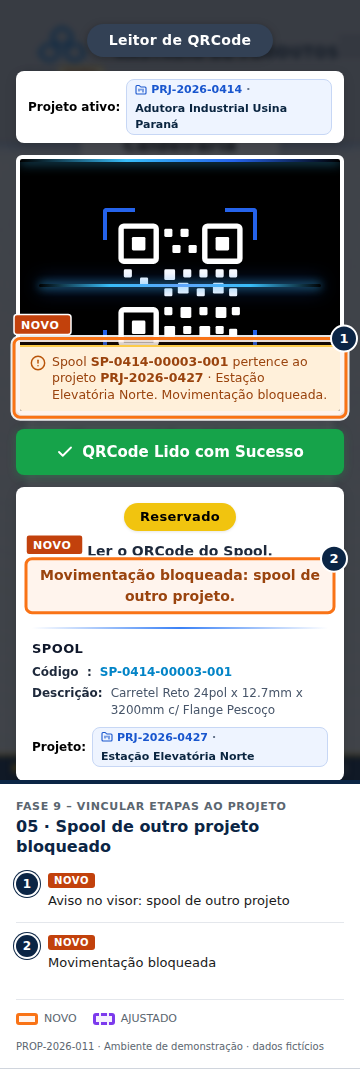 Leitor de QRCode
Projeto ativo:
PRJ-2026-0414 ·
Adutora Industrial Usina
Paraná
NOVO
1
Spool SP-0414-00003-001 pertence ao
projeto PRJ-2026-0427 · Estação
Elevatória Norte. Movimentação bloqueada.
QRCode Lido com Sucesso
Reservado
NOVO
Ler o QRCode do Spool.
2
Movimentação bloqueada: spool de
outro projeto.
SPOOL
Código : SP-0414-00003-001
Descrição: Carretel Reto 24pol x 12.7mm x
3200mm c/ Flange Pescoço
Projeto:
PRJ-2026-0427 ·
Estação Elevatória Norte
FASE 9 – VINCULAR ETAPAS AO PROJETO
05 · Spool de outro projeto
bloqueado
1 NOVO
Aviso no visor: spool de outro projeto
2 NOVO
Movimentação bloqueada
NOVO AJUSTADO
PROP-2026-011 · Ambiente de demonstração · dados fictícios